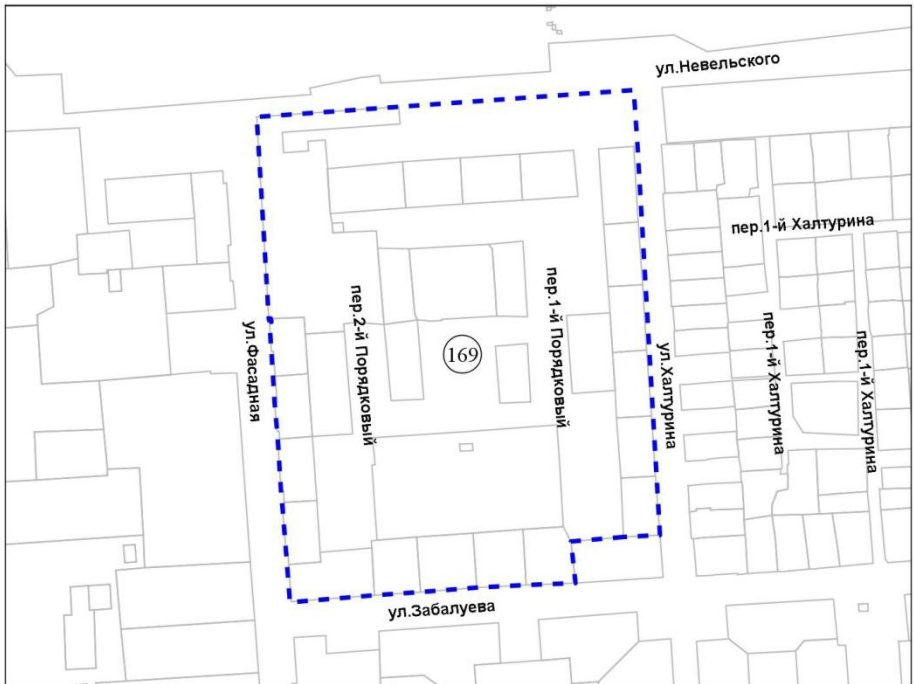 ул.Невельского
пер.1-й Халтурина
пер.2-й Порядковый
пер.1-й Порядковый
ул.Фасадная
169
ул.Халтурина
пер.1-й Халтурина
пер.1-й Халтурина
ул.Забалуева